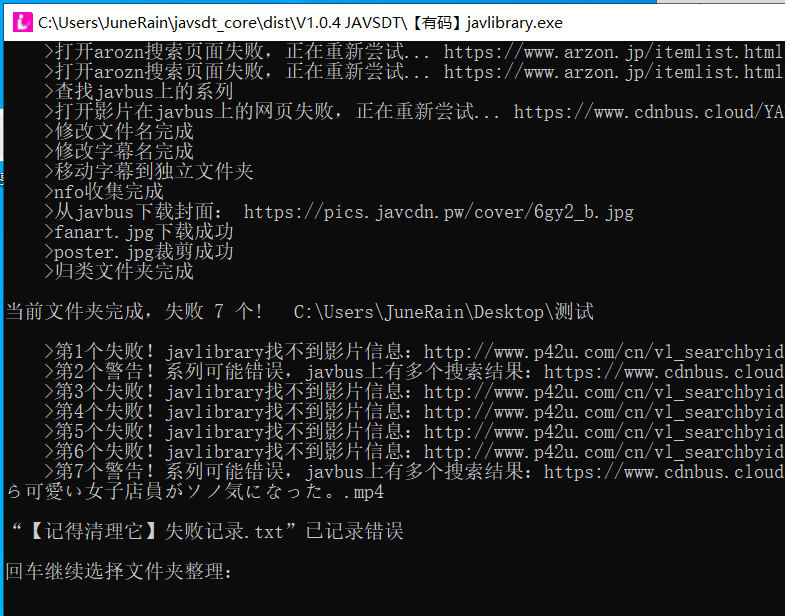 C:\Users\JuneRain\javsdt_core\dist\V1.0.4 JAVSDT\【有码】javlibrary.exe
>打开arozn搜索页面失败，正在重新尝试... https://www.arzon.jp/itemlist.html
>打开arozn搜索页面失败，正在重新尝试... https://www.arzon.jp/itemlist.html
>查找javbus上的系列
>打开影片在javbus上的网页失败，正在重新尝试... https://www.cdnbus.cloud/YA
>修改文件名完成
>修改字幕名完成
>移动字幕到独立文件夹
>nfo收集完成
>从javbus下载封面： https://pics.javcdn.pw/cover/6gy2_b.jpg
>fanart.jpg下载成功
>poster.jpg裁剪成功
>归类文件夹完成
当前文件夹完成，失败 7 个! C:\Users\JuneRain\Desktop\测试
>第1个失败！javlibrary找不到影片信息：http://www.p42u.com/cn/vl_searchbyid
>第2个警告！系列可能错误，javbus上有多个搜索结果：https://www.cdnbus.cloud
>第3个失败！javlibrary找不到影片信息：http://www.p42u.com/cn/vl_searchbyid
>第4个失败！javlibrary找不到影片信息：http://www.p42u.com/cn/vl_searchbyid
>第5个失败！javlibrary找不到影片信息：http://www.p42u.com/cn/vl_searchbyid
>第6个失败！javlibrary找不到影片信息：http://www.p42u.com/cn/vl_searchbyid
>第7个警告！系列可能错误，javbus上有多个搜索结果：https://www.cdnbus.cloud
ら可愛い女子店員がソノ気になった。.mp4
“【记得清理它】失败记录.txt”已记录错误
回车继续选择文件夹整理：